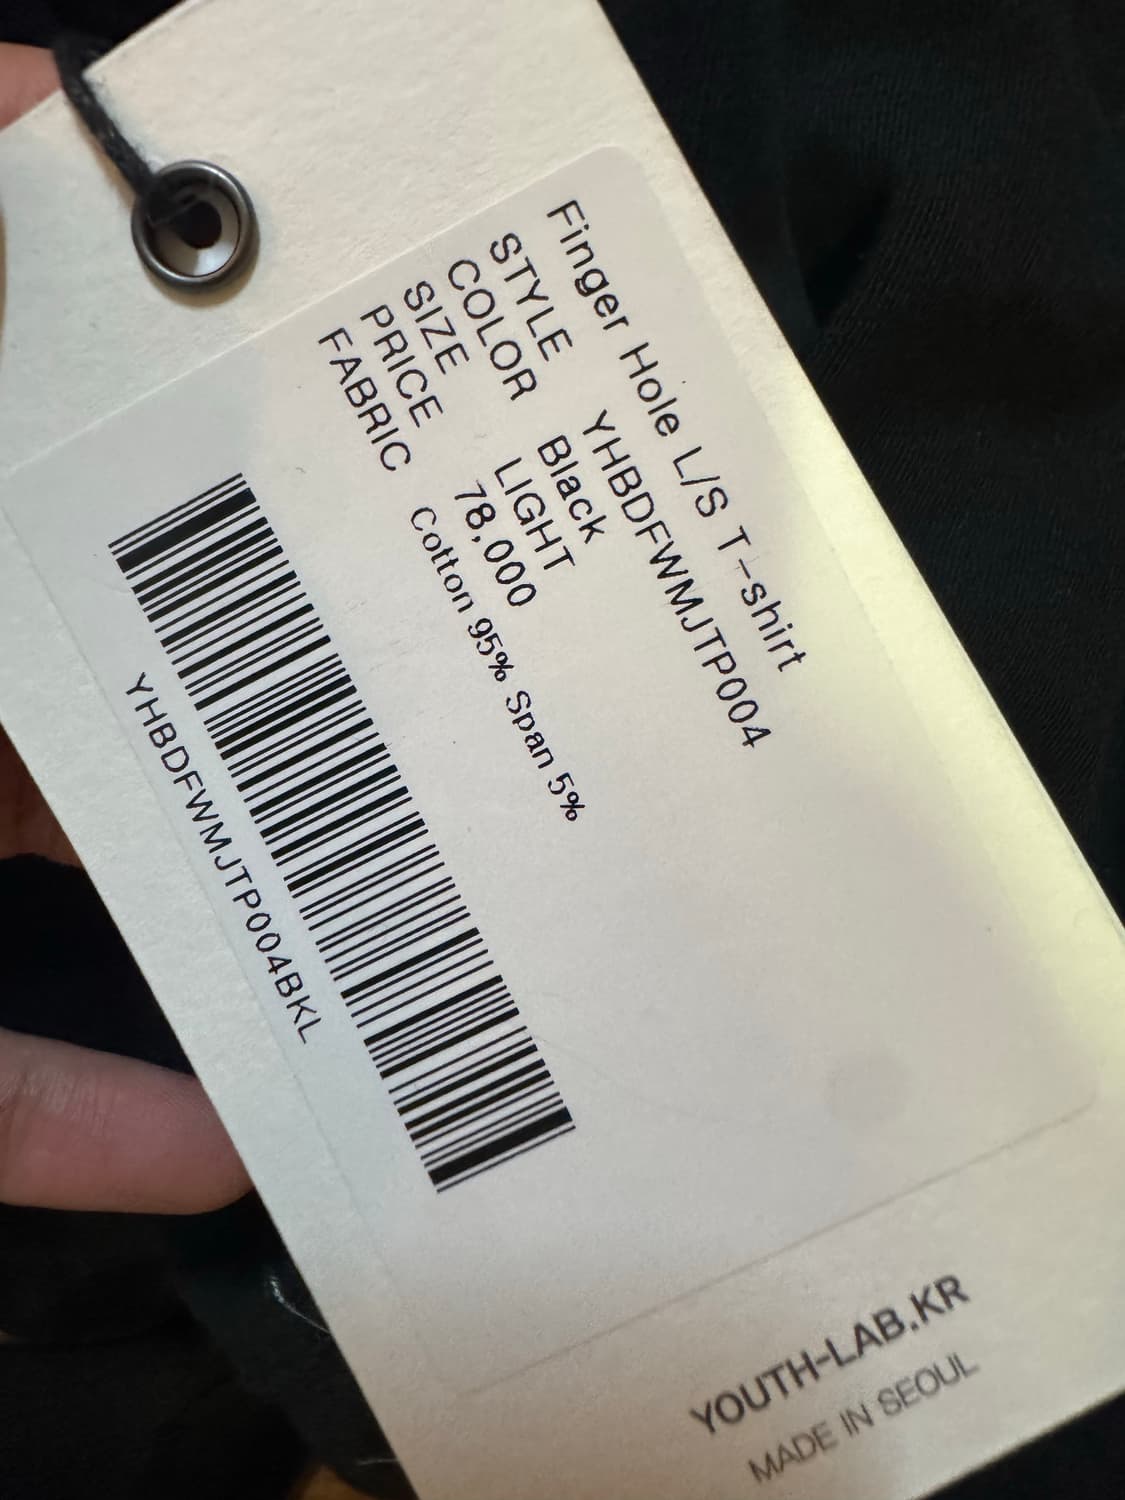 Finger Hole L/S T-shirt
STYLE YHBDFWMJTP004
COLOR Black
SIZE LIGHT
PRICE 78,000
FABRIC Cotton 95% Span 5%
YHBDFWMJTP004BKL
YOUTH-LAB.KR
MADE IN SEOUL